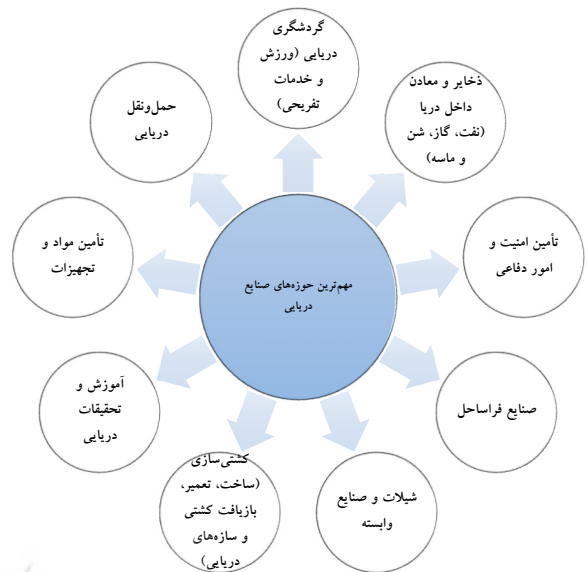 گردشگری
دریایی (ورزش
و خدمات
تفریحی)
ذخایر و معادن
داخل دریا
(نفت، گاز، شن
و ماسه)
تأمین امنیت و
امور دفاعی
صنایع فراساحل
شیلات و صنایع
وابسته
کشتی‌سازی
(ساخت، تعمیر،
بازیافت کشتی
و سازه‌های
دریایی)
آموزش و
تحقیقات
دریایی
تأمین مواد و
تجهیزات
حمل‌ونقل
دریایی
مهم‌ترین حوزه‌های صنایع
دریایی